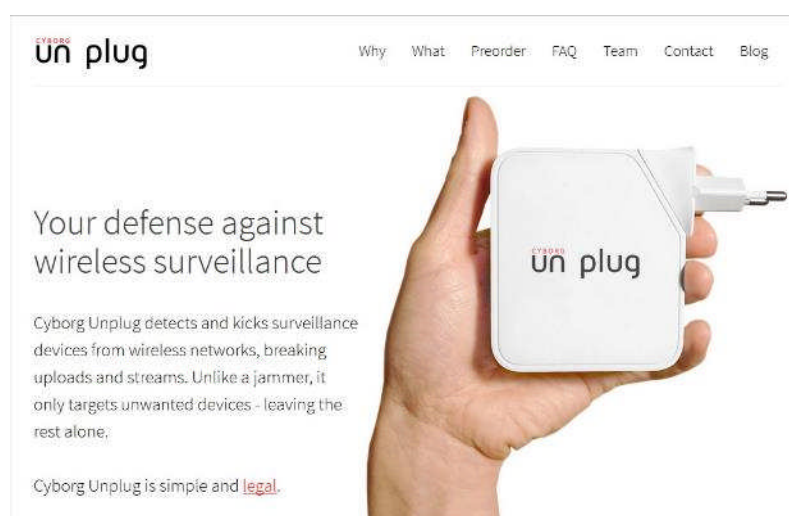 CYBORG
un plug
Why What Preorder FAQ Team Contact Blog
Your defense against
wireless surveillance
Cyborg Unplug detects and kicks surveillance
devices from wireless networks, breaking
uploads and streams. Unlike a jammer, it
only targets unwanted devices - leaving the
rest alone.
Cyborg Unplug is simple and legal.
CYBORG
un plug